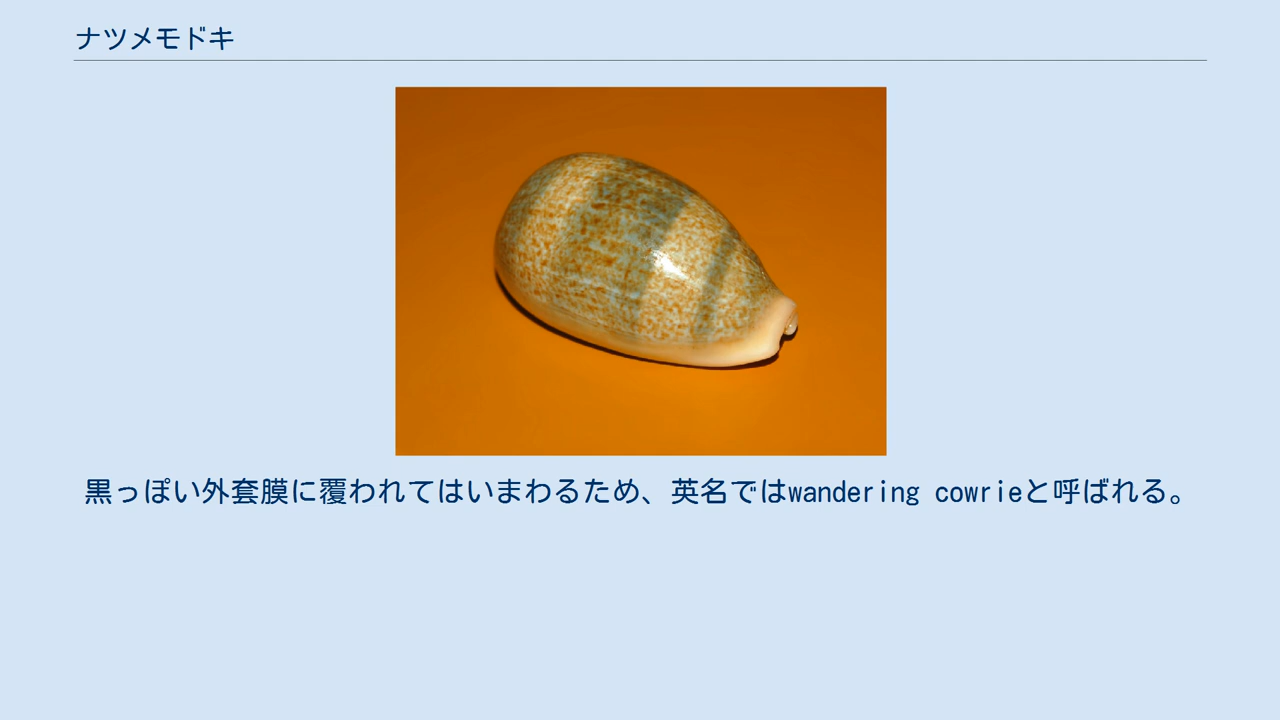 ナツメモドキ
黒っぽい外套膜に覆われてはいまわるため、英名ではwandering cowrieと呼ばれる。